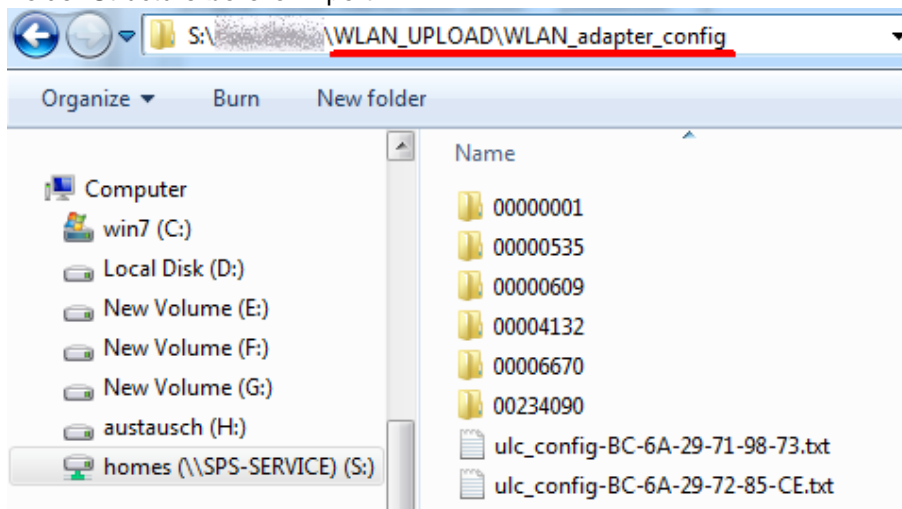 S:\ \WLAN_UPLOAD\WLAN_adapter_config
Organize Burn New folder
Name
Computer
win7 (C:)
Local Disk (D:)
New Volume (E:)
New Volume (F:)
New Volume (G:)
austausch (H:)
homes (\\SPS-SERVICE) (S:)
00000001
00000535
00000609
00004132
00006670
00234090
ulc_config-BC-6A-29-71-98-73.txt
ulc_config-BC-6A-29-72-85-CE.txt